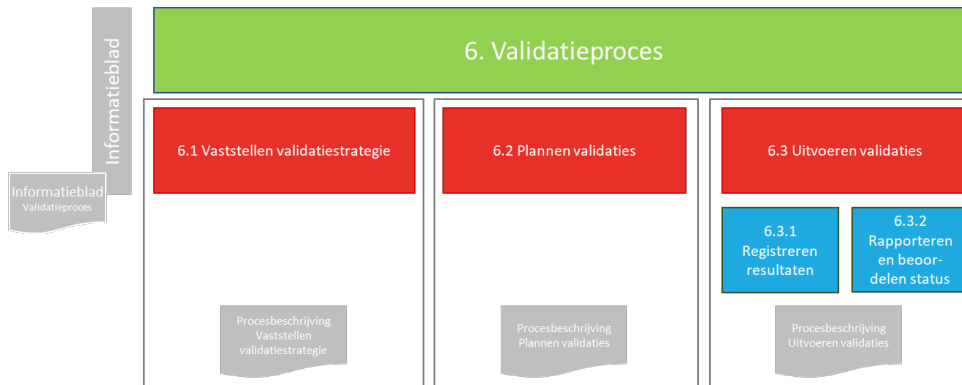 6. Validatieproces
Informatieblad
Informatieblad
Validatieproces
6.1 Vaststellen validatiestrategie
6.2 Plannen validaties
6.3 Uitvoeren validaties
6.3.1
Registreren
resultaten
6.3.2
Rapporteren
en beoor-
delen status
Procesbeschrijving
Vaststellen
validatiestrategie
Procesbeschrijving
Plannen validaties
Procesbeschrijving
Uitvoeren validaties